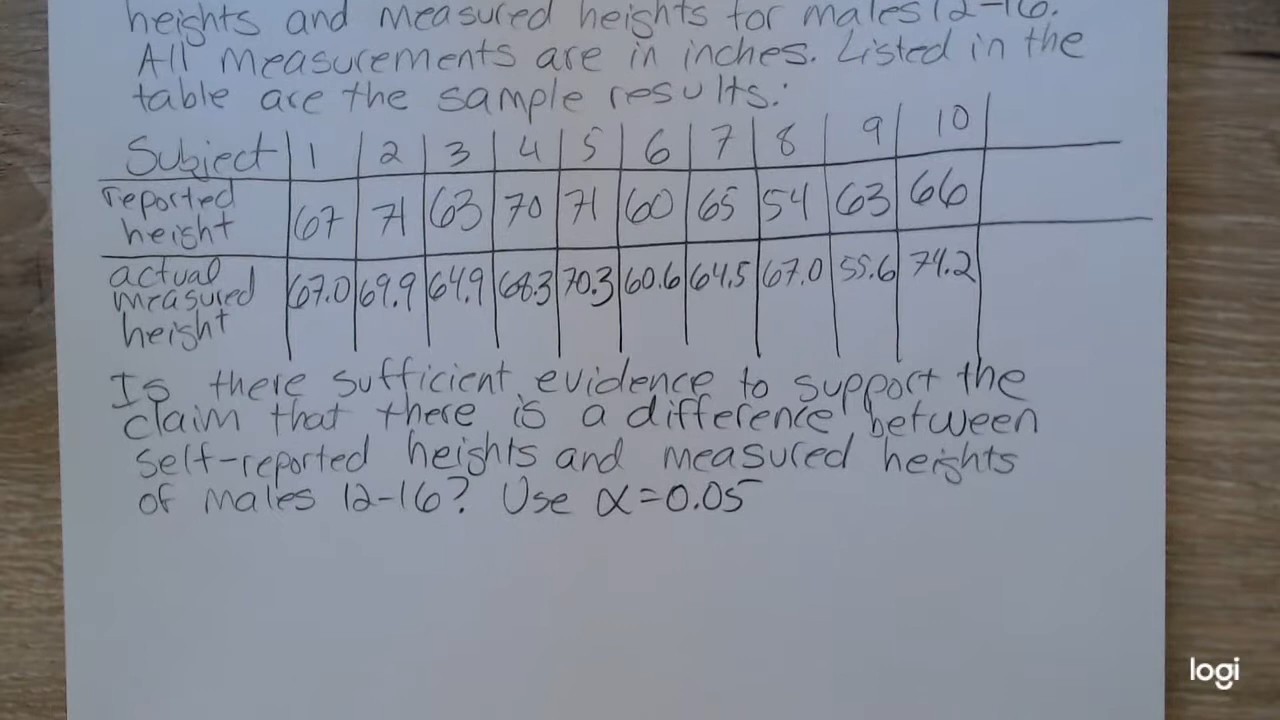 heights and measured heights for males 12-16.
All measurements are in inches. Listed in the
table are the sample results:
Subject 1 2 3 4 5 6 7 8 9 10
reported height 67 71 63 70 71 60 65 54 63 66
actual measured height 67.0 69.9 64.9 68.3 70.3 60.6 64.5 67.0 55.6 74.2
Is there sufficient evidence to support the
claim that there is a difference between
self-reported heights and measured heights
of males 12-16? Use α=0.05
logi